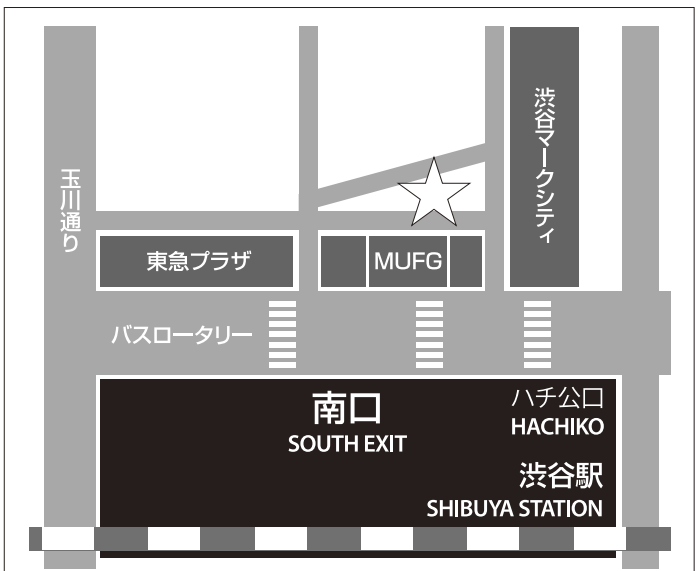 玉川通り
渋谷マークシティ
東急プラザ
MUFG
バスロータリー
南口
SOUTH EXIT
ハチ公口
HACHIKO
渋谷駅
SHIBUYA STATION